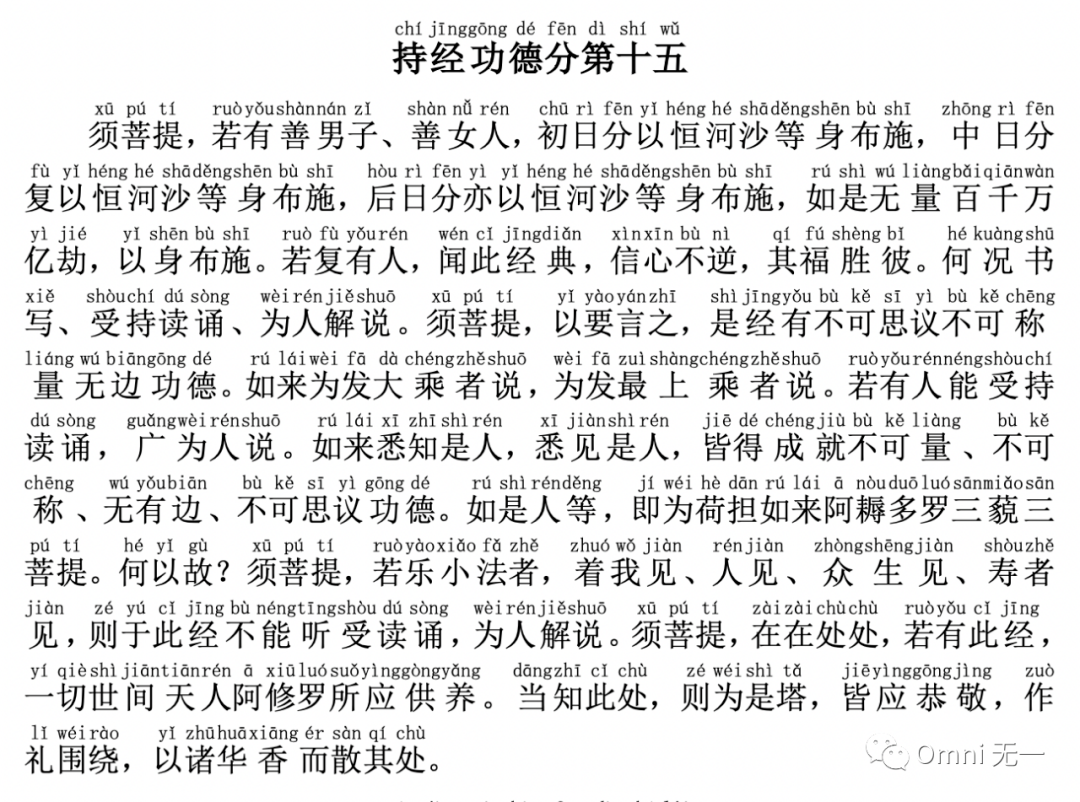 chí jīnggōng dé fēn dì shí wǔ
持经功德分第十五
xū pú tí ruòyǒushànnán zǐ shàn nǚ rén chū rì fēn yǐ héng hé shāděngshēn bù shī zhōng rì fēn
须菩提，若有善男子、善女人，初日分以恒河沙等身布施，中日分
fù yǐ héng hé shāděngshēn bù shī hòu rì fēn yì yǐ héng hé shāděngshēn bù shī rú shì wú liàngbǎiqiānwàn
复以恒河沙等身布施，后日分亦以恒河沙等身布施，如是无量百千万
yì jié yǐ shēn bù shī ruò fù yǒurén wén cǐ jīngdiǎn xìnxīn bù nì qí fú shèng bǐ hé kuàngshū
亿劫，以身布施。若复有人，闻此经典，信心不逆，其福胜彼。何况书
xiě shòuchí dú sòng wèirénjiěshuō xū pú tí yǐ yàoyánzhī shìjīngyǒu bù kě sī yì bù kě chēng
写、受持读诵、为人解说。须菩提，以要言之，是经有不可思议不可称
liáng wú biāngōng dé rú láiwèi fā dà chéngzhěshuō wèi fā zuìshàngchéngzhěshuō ruòyǒurénnéngshòuchí
量无边功德。如来为发大乘者说，为发最上乘者说。若有人能受持
dú sòng guǎngwèirénshuō rú lái xī zhī shì rén xī jiànshì rén jiē dé chéngjiù bù kě liàng bù kě
读诵，广为人说。如来悉知是人，悉见是人，皆得成就不可量、不可
chēng wú yǒubiān bù kě sī yì gōng dé rú shìrénděng jí wéi hè dān rú lái ā nòuduōluósānmiǎosān
称、无有边、不可思议功德。如是人等，即为荷担如来阿耨多罗三藐三
pú tí hé yǐ gù xū pú tí ruòyàoxiǎo fǎ zhě zhuó wǒ jiàn rénjiàn zhòngshēngjiàn shòuzhě
菩提。何以故？须菩提，若乐小法者，着我见、人见、众生见、寿者
jiàn zé yú cǐ jīng bù néngtīngshòu dú sòng wèirénjiěshuō xū pú tí zàizàichùchù ruòyǒu cǐ jīng
见，则于此经不能听受读诵，为人解说。须菩提，在在处处，若有此经，
yí qièshìjiāntiānrén ā xiūluósuǒyìnggòngyǎng dāngzhī cǐ chù zé wéishì tǎ jiēyìnggōngjìng zuò
一切世间天人阿修罗所应供养。当知此处，则为是塔，皆应恭敬，作
lǐ wéirào yǐ zhūhuāxiāng ér sàn qí chù
礼围绕，以诸华香而散其处。
Omni 无一